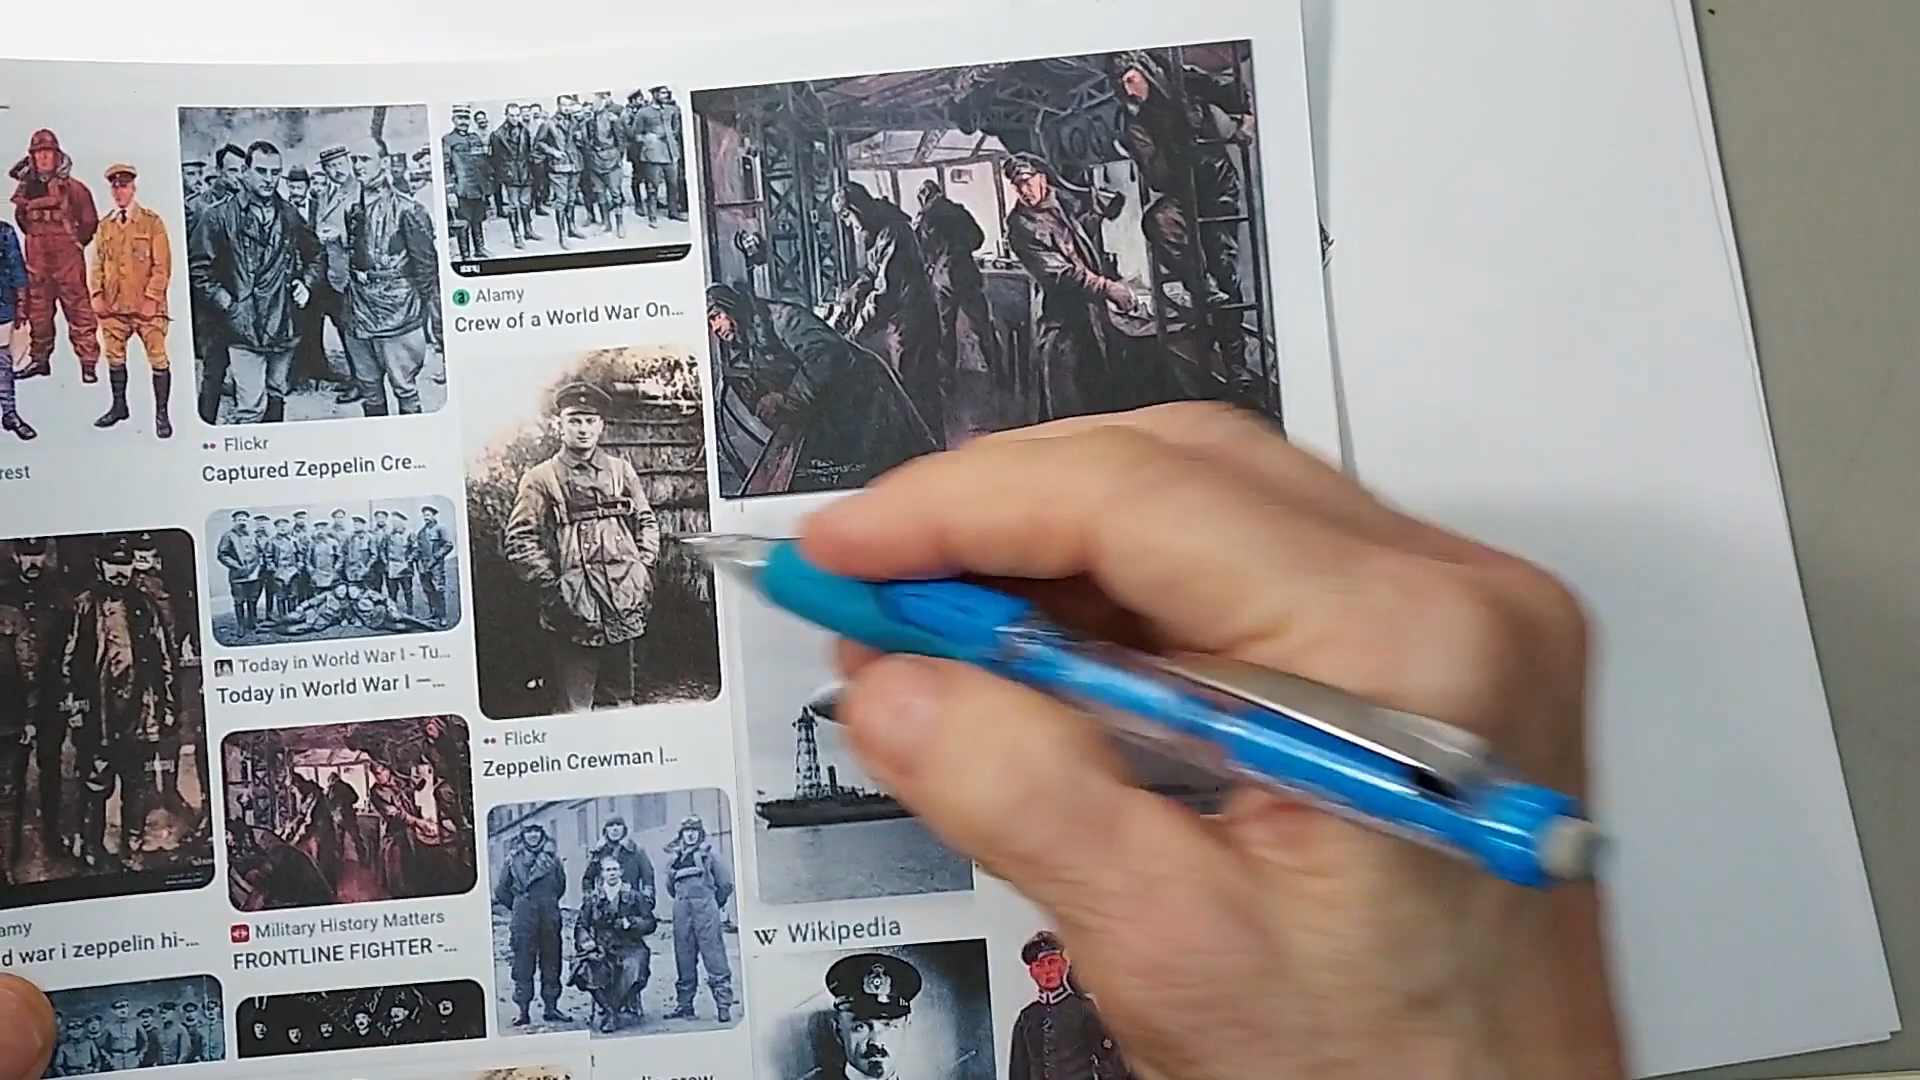 rest
Flickr
Captured Zeppelin Cre...
a Alamy
Crew of a World War On...
Today in World War I - Tu...
Today in World War I —...
Flickr
Zeppelin Crewman |...
amy
d war i zeppelin hi-...
Military History Matters
FRONTLINE FIGHTER -...
W Wikipedia